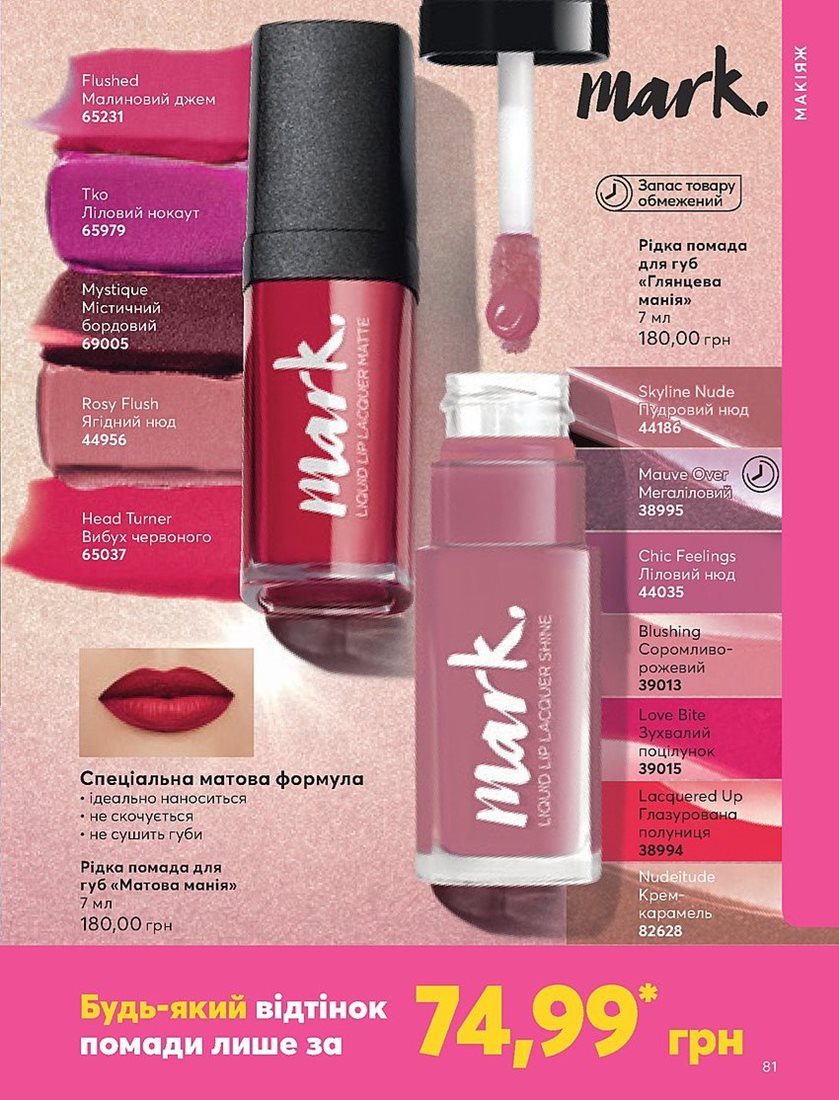 Flushed
Малиновий джем
65231
Tko
Ліловий нокаут
65979
Mystique
Містичний
бордовий
69005
Rosy Flush
Ягідний нюд
44956
Head Turner
Вибух червоного
65037
mark.
LIQUID LIP LACQUER MATTE
mark.
МАКІЯЖ
Запас товару
обмежений
Рідка помада
для губ
«Глянцева
манія»
7 мл
180,00 грн
Skyline Nude
Пудровий нюд
44186
Mauve Over
Мегаліловий
38995
Chic Feelings
Ліловий нюд
44035
Blushing
Соромливо-
рожевий
39013
Love Bite
Зухвалий
поцілунок
39015
Lacquered Up
Глазурована
полуниця
38994
Nudeitude
Крем-
карамель
82628
mark.
LIQUID LIP LACQUER SHINE
Спеціальна матова формула
• ідеально наноситься
• не скочується
• не сушить губи
Рідка помада для
губ «Матова манія»
7 мл
180,00 грн
Будь-який відтінок
помади лише за
74,99* грн
81